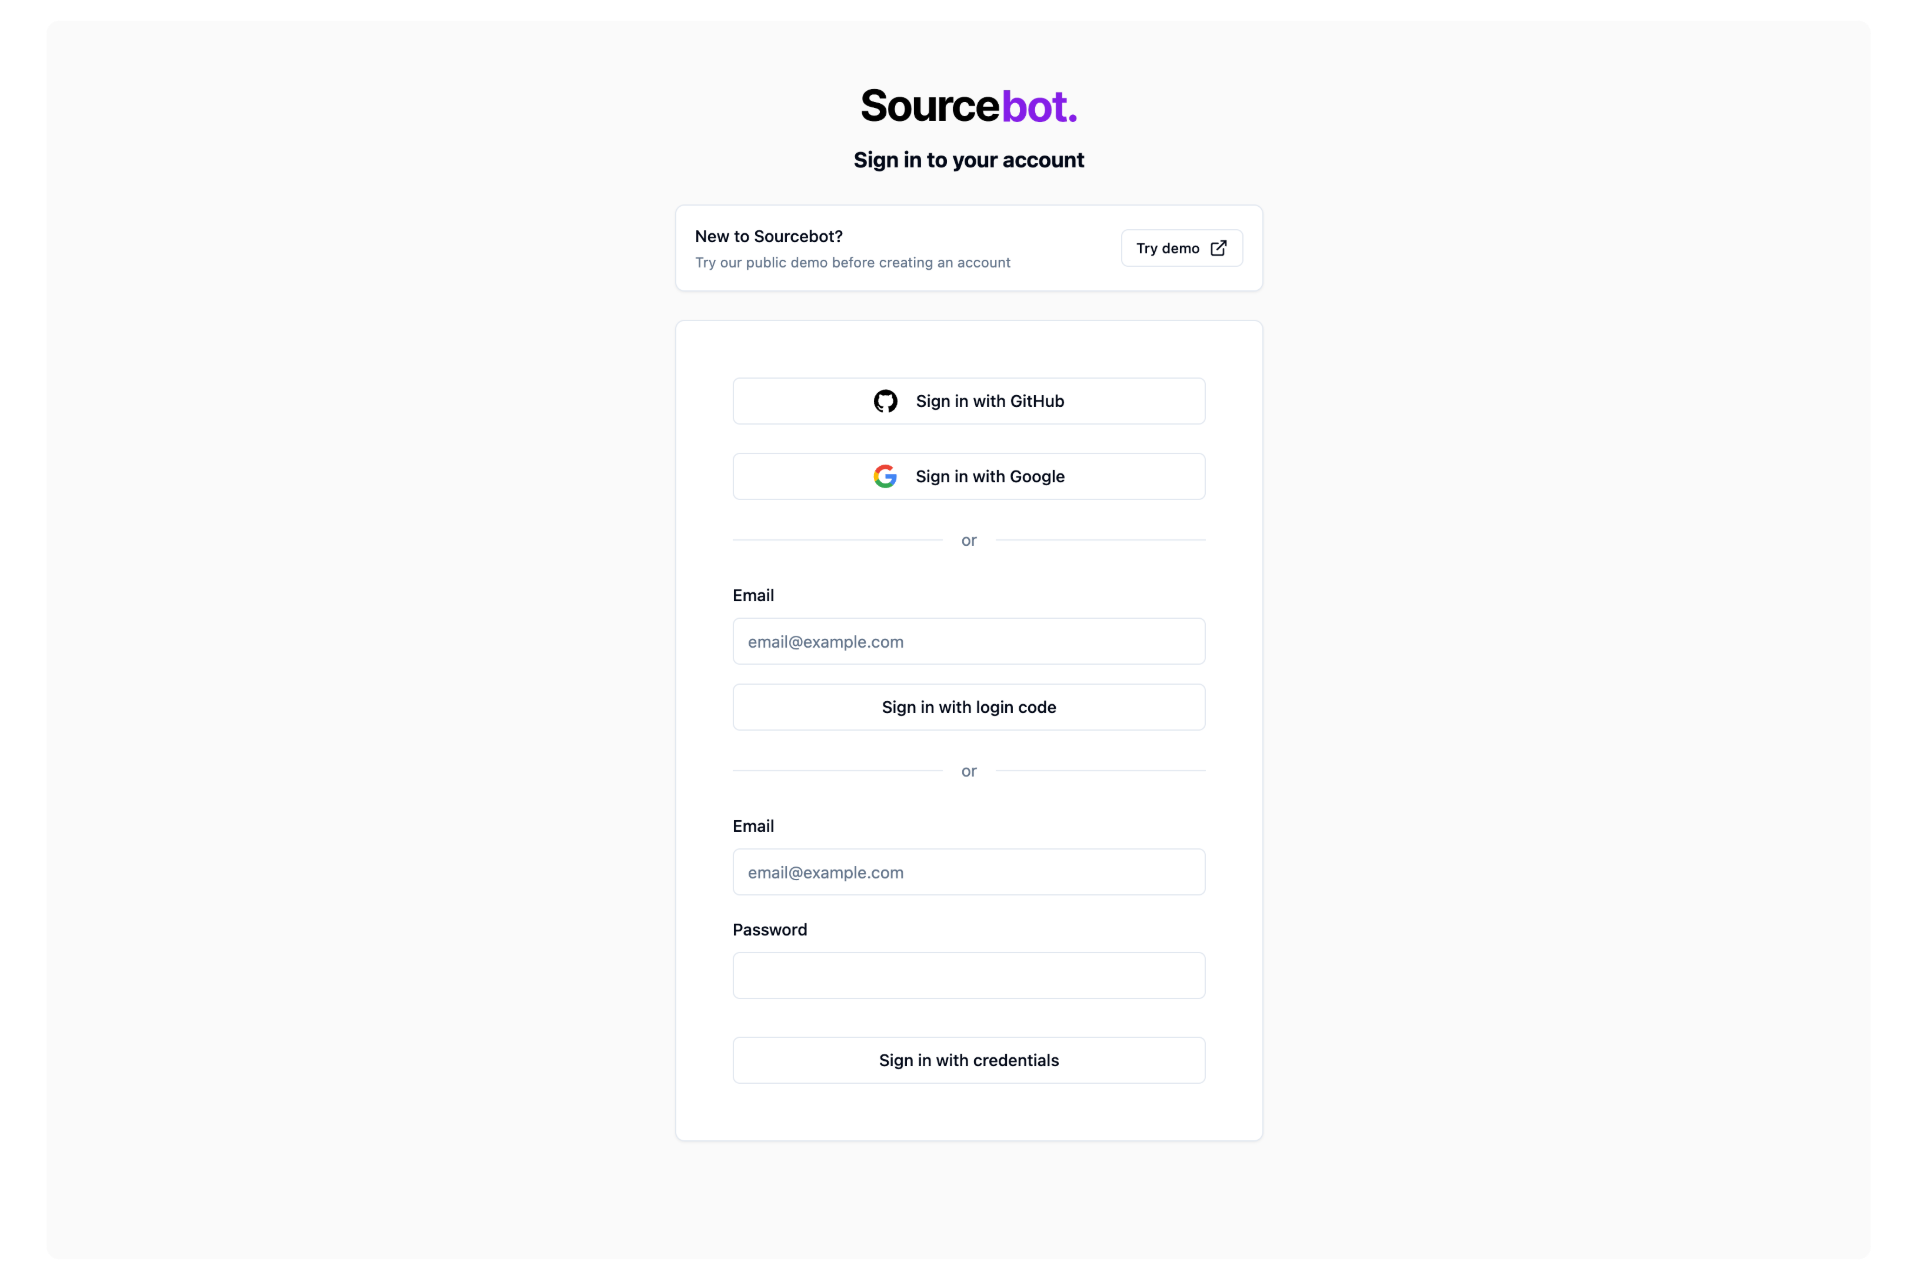 Sourcebot.
Sign in to your account
New to Sourcebot?
Try our public demo before creating an account
Try demo
Sign in with GitHub
Sign in with Google
or
Email
email@example.com
Sign in with login code
or
Email
email@example.com
Password
Sign in with credentials